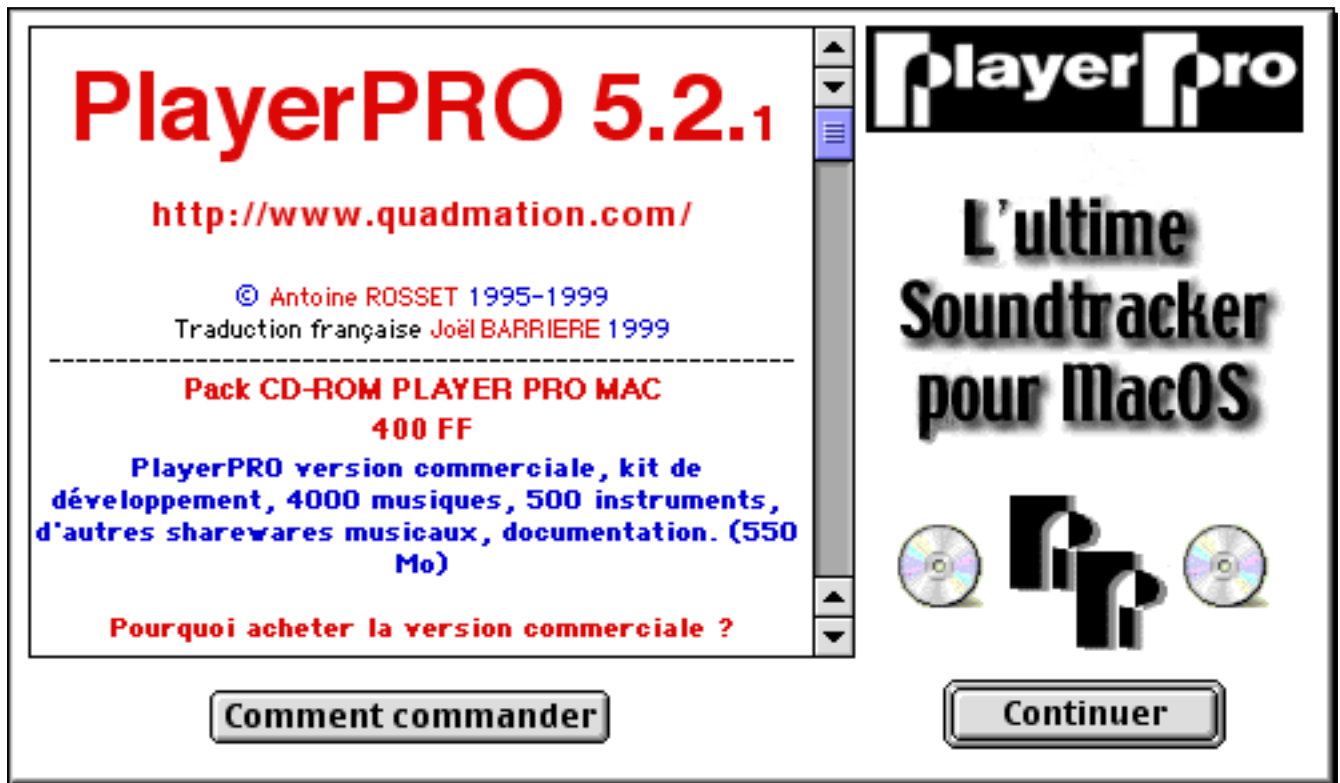 PlayerPRO 5.2.1
http://www.quadmation.com/
© Antoine ROSSET 1995-1999
Traduction française Joël BARRIERE 1999
--------------------------------------------------------
Pack CD-ROM PLAYER PRO MAC
400 FF
PlayerPRO version commerciale, kit de
développement, 4000 musiques, 500 instruments,
d'autres sharewares musicaux, documentation. (550
Mo)
Pourquoi acheter la version commerciale ?
Comment commander
player pro
L'ultime
Soundtracker
pour MacOS
Continuer